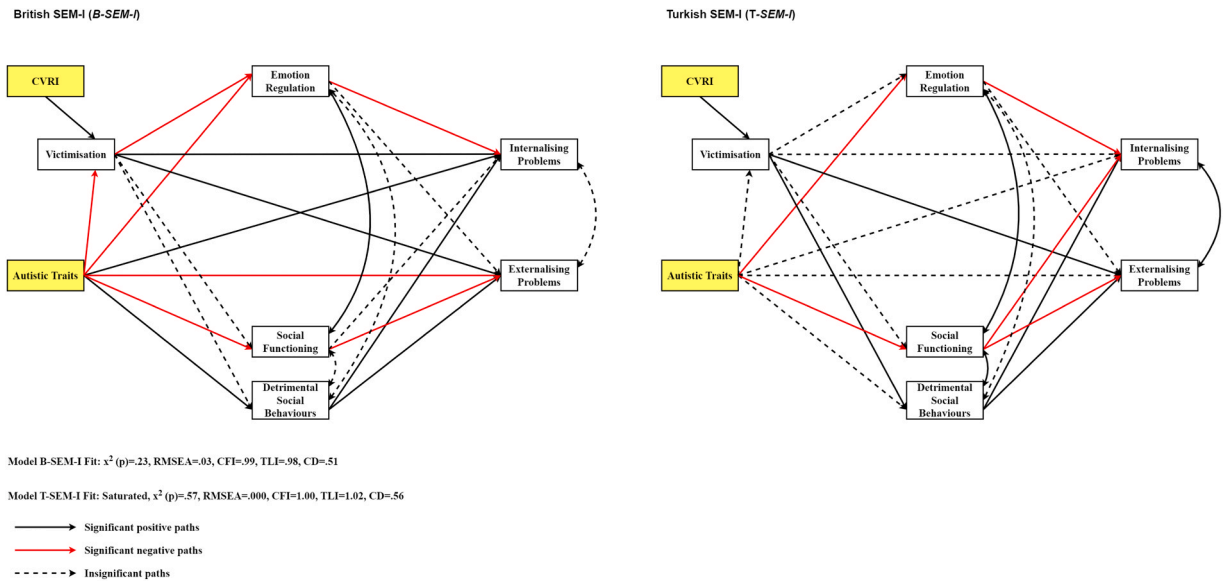 British SEM-I (B-SEM-I)
CVRI
Emotion
Regulation
Victimisation
Internalising
Problems
Autistic Traits
Externalising
Problems
Social
Functioning
Detrimental
Social
Behaviours
Turkish SEM-I (T-SEM-I)
CVRI
Emotion
Regulation
Victimisation
Internalising
Problems
Autistic Traits
Externalising
Problems
Social
Functioning
Detrimental
Social
Behaviours
Model B-SEM-I Fit: x² (p)=.23, RMSEA=.03, CFI=.99, TLI=.98, CD=.51
Model T-SEM-I Fit: Saturated, x² (p)=.57, RMSEA=.000, CFI=1.00, TLI=1.02, CD=.56
Significant positive paths
Significant negative paths
Insignificant paths